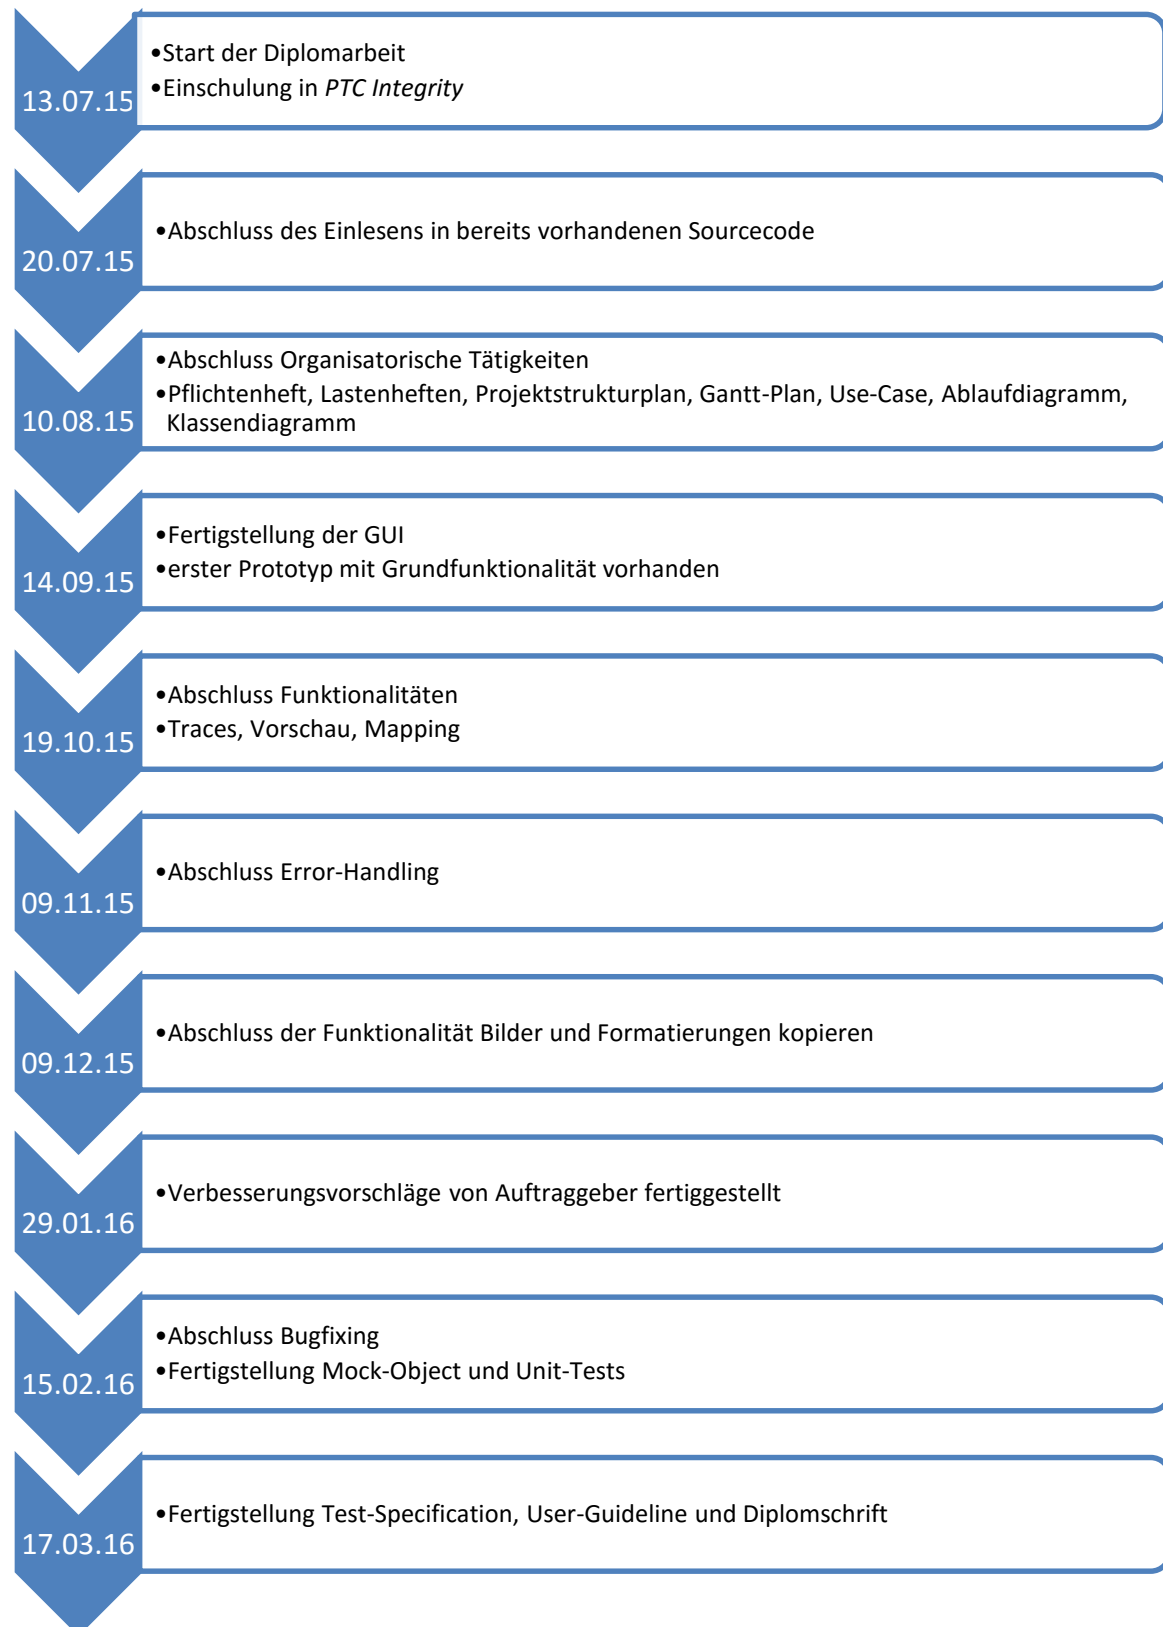 13.07.15
•Start der Diplomarbeit
•Einschulung in PTC Integrity
20.07.15
•Abschluss des Einlesens in bereits vorhandenen Sourcecode
10.08.15
•Abschluss Organisatorische Tätigkeiten
•Pflichtenheft, Lastenheften, Projektstrukturplan, Gantt-Plan, Use-Case, Ablaufdiagramm,
Klassendiagramm
14.09.15
•Fertigstellung der GUI
•erster Prototyp mit Grundfunktionalität vorhanden
19.10.15
•Abschluss Funktionalitäten
•Traces, Vorschau, Mapping
09.11.15
•Abschluss Error-Handling
09.12.15
•Abschluss der Funktionalität Bilder und Formatierungen kopieren
29.01.16
•Verbesserungsvorschläge von Auftraggeber fertiggestellt
15.02.16
•Abschluss Bugfixing
•Fertigstellung Mock-Object und Unit-Tests
17.03.16
•Fertigstellung Test-Specification, User-Guideline und Diplomschrift